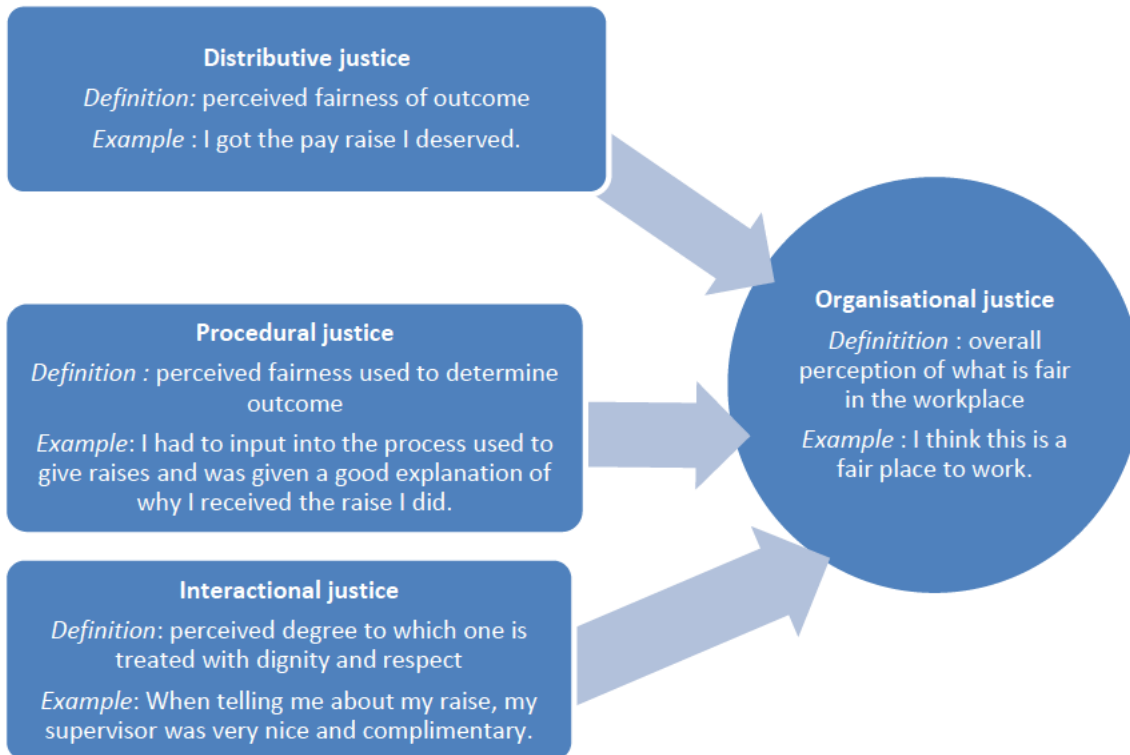 Distributive justice
Definition: perceived fairness of outcome
Example : I got the pay raise I deserved.
Procedural justice
Definition : perceived fairness used to determine
outcome
Example: I had to input into the process used to
give raises and was given a good explanation of
why I received the raise I did.
Interactional justice
Definition: perceived degree to which one is
treated with dignity and respect
Example: When telling me about my raise, my
supervisor was very nice and complimentary.
Organisational justice
Definitition : overall
perception of what is fair
in the workplace
Example : I think this is a
fair place to work.